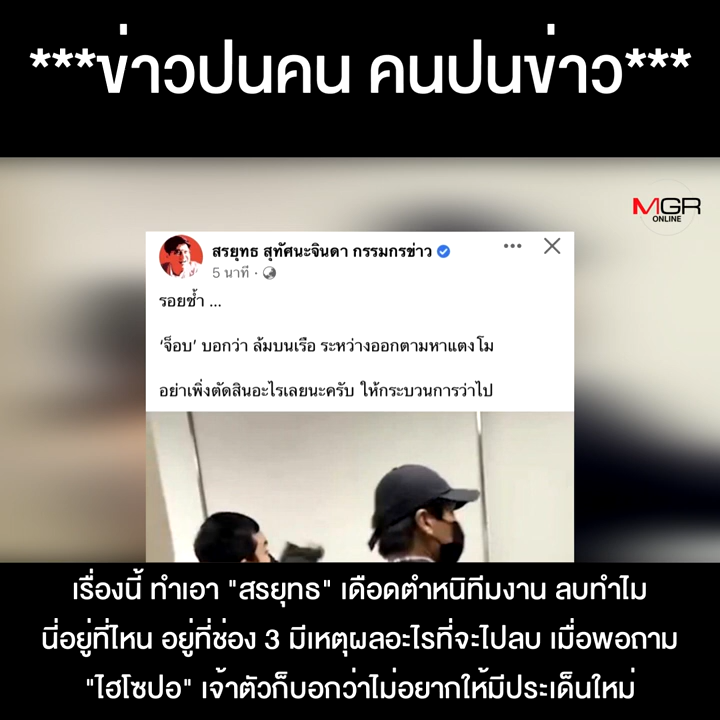 ***ข่าวปนคน คนปนข่าว***
MGR
ONLINE
สรยุทธ สุทัศนะจินดา กรรมกรข่าว
5 นาที ·
รอยช้ำ ...
‘จ็อบ’ บอกว่า ล้มบนเรือ ระหว่างออกตามหาแตงโม
อย่าเพิ่งตัดสินอะไรเลยนะครับ ให้กระบวนการว่าไป
เรื่องนี้ ทำเอา "สรยุทธ" เดือดตำหนิทีมงาน ลบทำไม
นี่อยู่ที่ไหน อยู่ที่ช่อง 3 มีเหตุผลอะไรที่จะไปลบ เมื่อพอถาม
"ไฮโซปอ" เจ้าตัวก็บอกว่าไม่อยากให้มีประเด็นใหม่